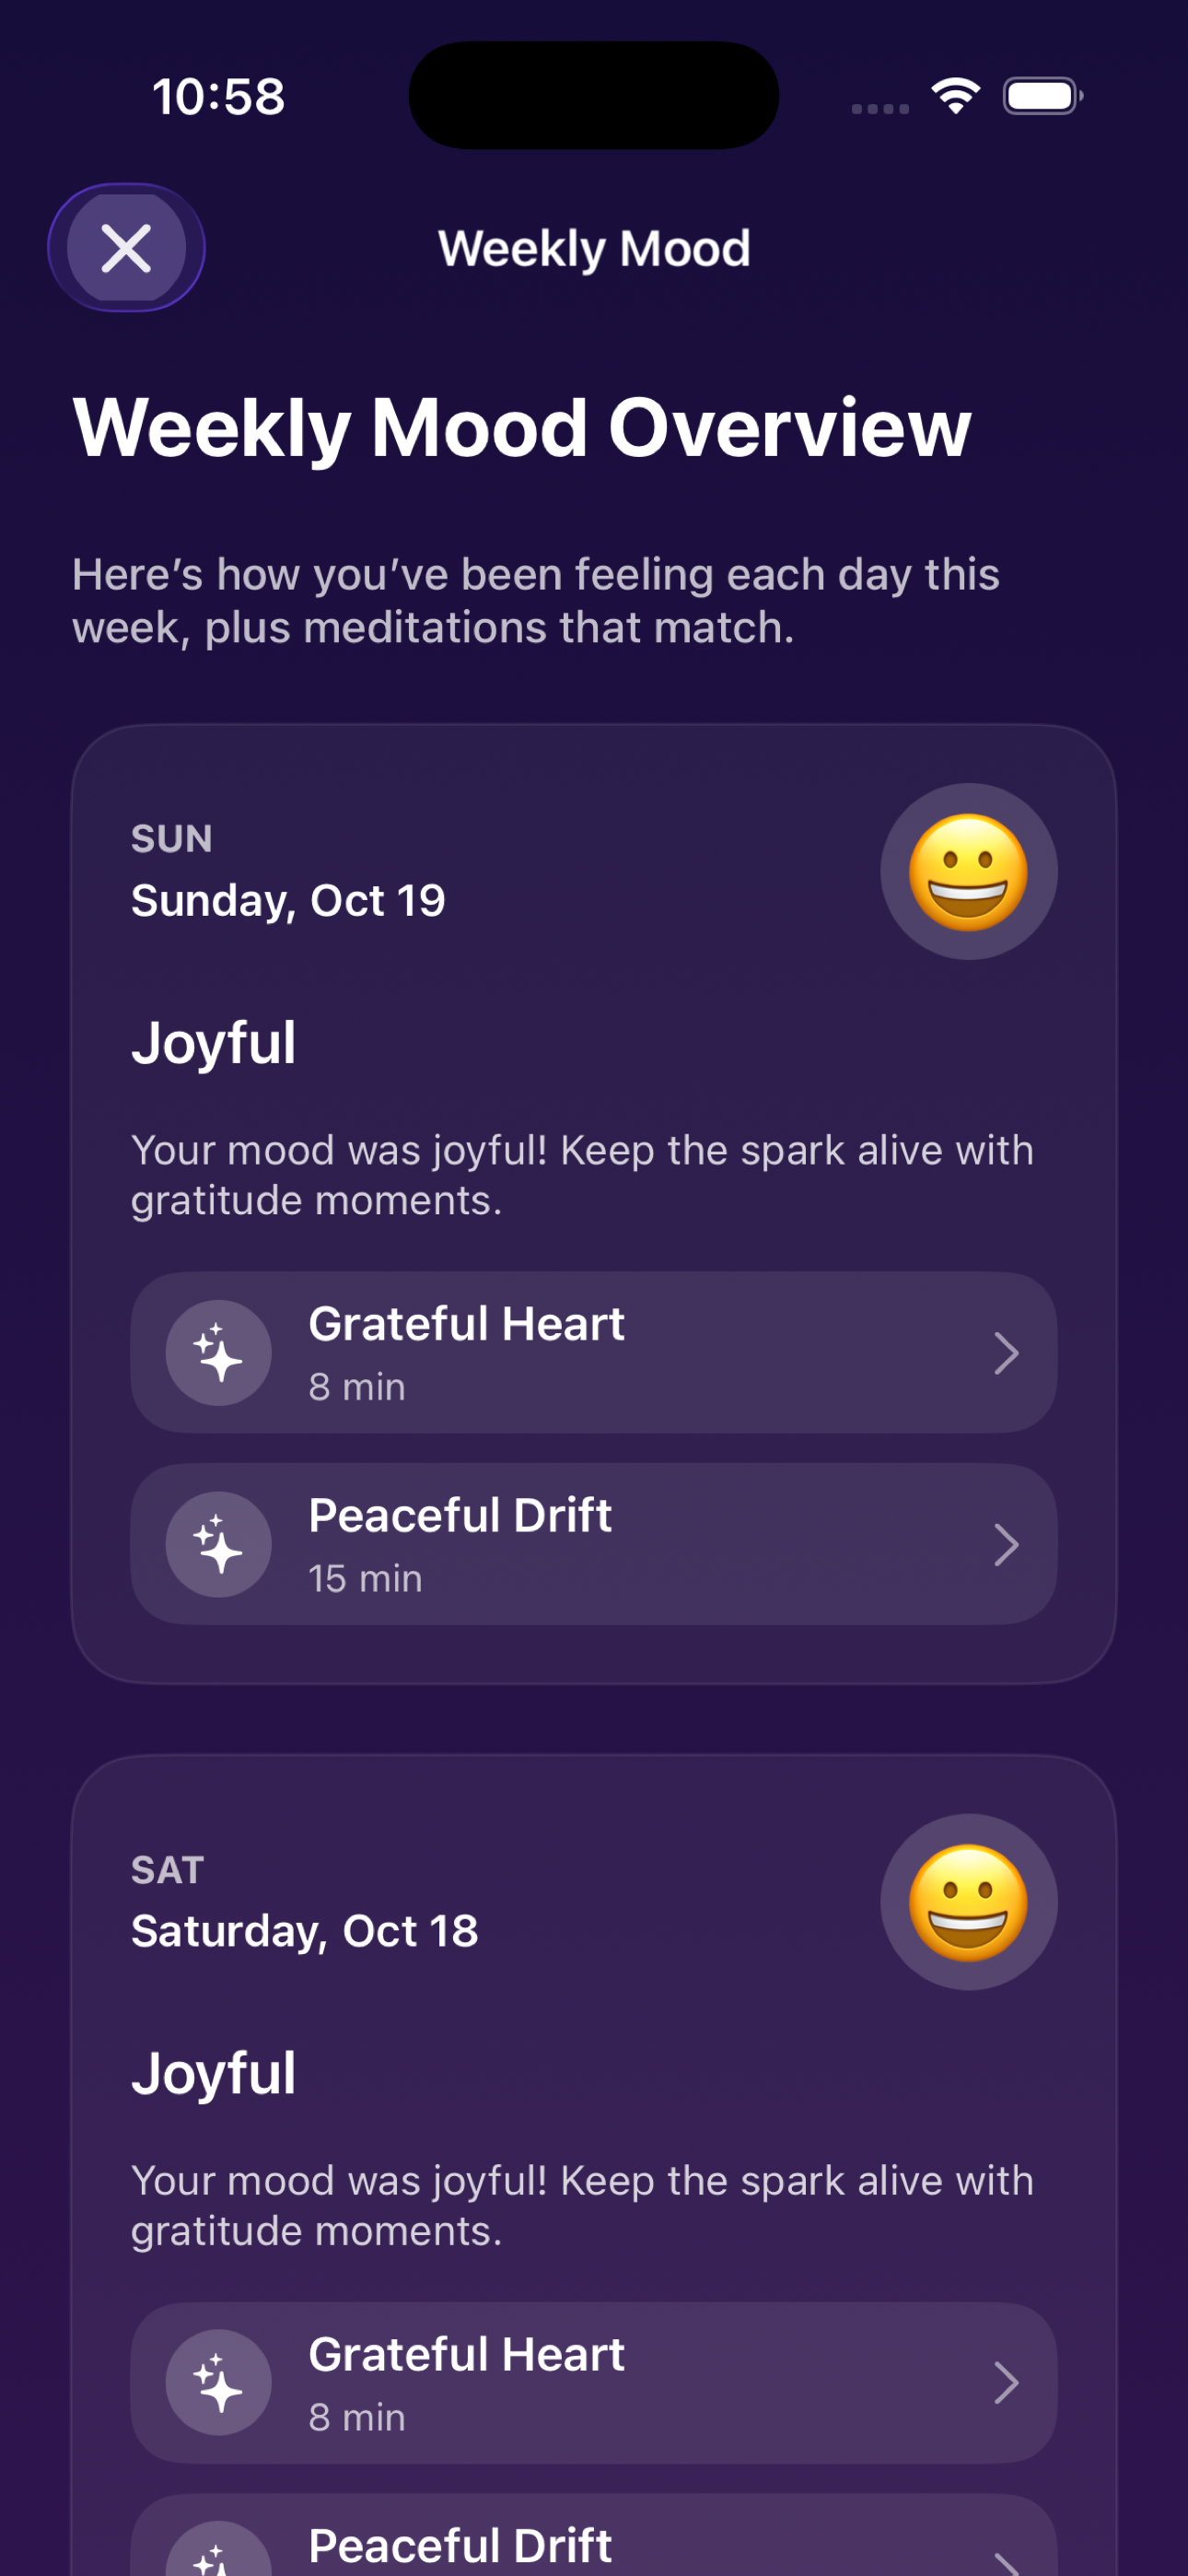 10:58
Weekly Mood
Weekly Mood Overview
Here’s how you’ve been feeling each day this
week, plus meditations that match.
SUN
Sunday, Oct 19
Joyful
Your mood was joyful! Keep the spark alive with
gratitude moments.
Grateful Heart
8 min
Peaceful Drift
15 min
SAT
Saturday, Oct 18
Joyful
Your mood was joyful! Keep the spark alive with
gratitude moments.
Grateful Heart
8 min
Peaceful Drift